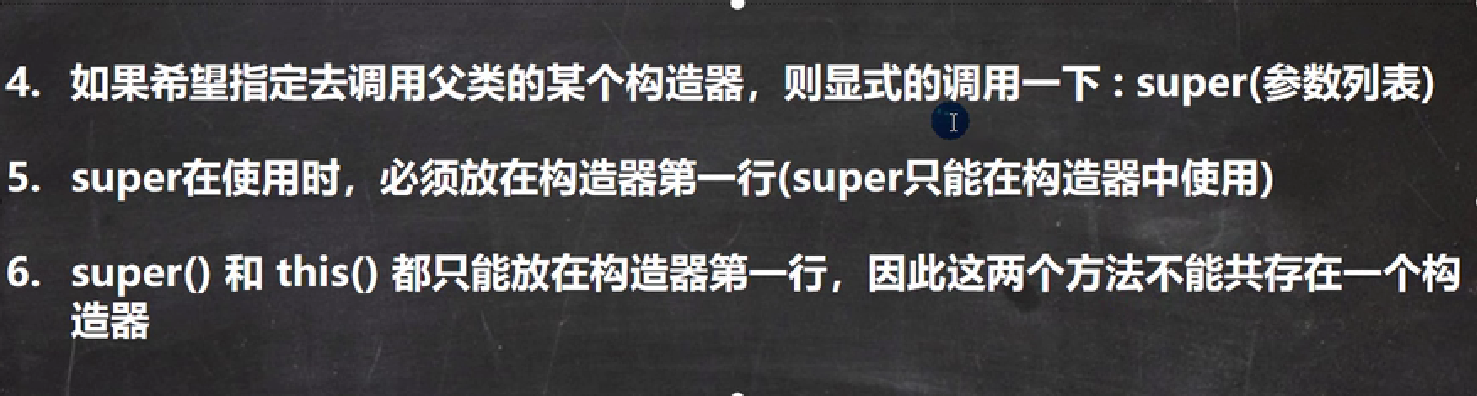 4. 如果希望指定去调用父类的某个构造器，则显式的调用一下 : super(参数列表)
5. super在使用时，必须放在构造器第一行(super只能在构造器中使用)
6. super() 和 this() 都只能放在构造器第一行，因此这两个方法不能共存在一个构
造器